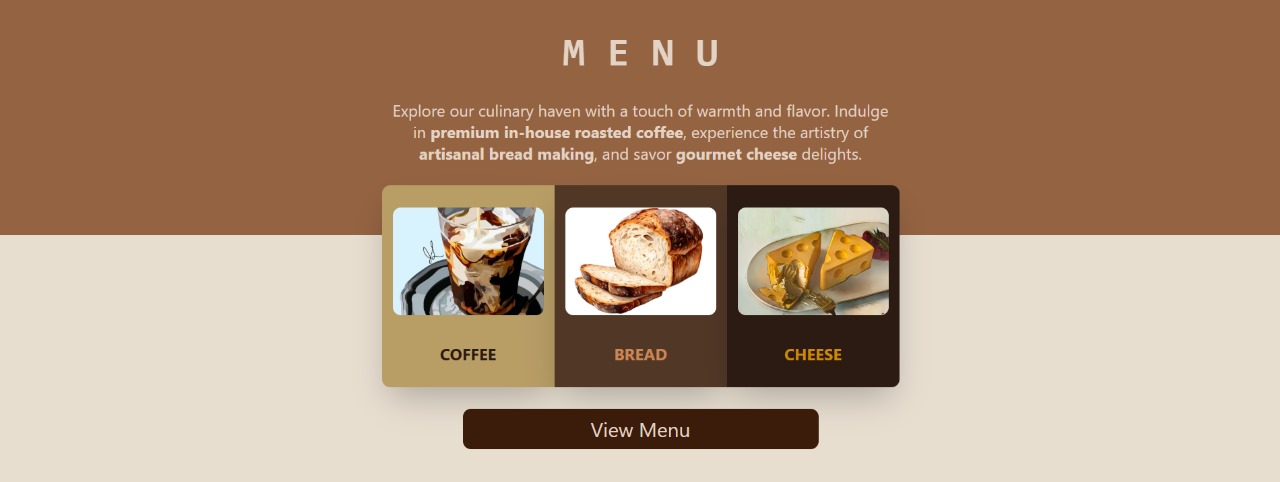 MENU
Explore our culinary haven with a touch of warmth and flavor. Indulge
in premium in-house roasted coffee, experience the artistry of
artisanal bread making, and savor gourmet cheese delights.
COFFEE
BREAD
CHEESE
View Menu